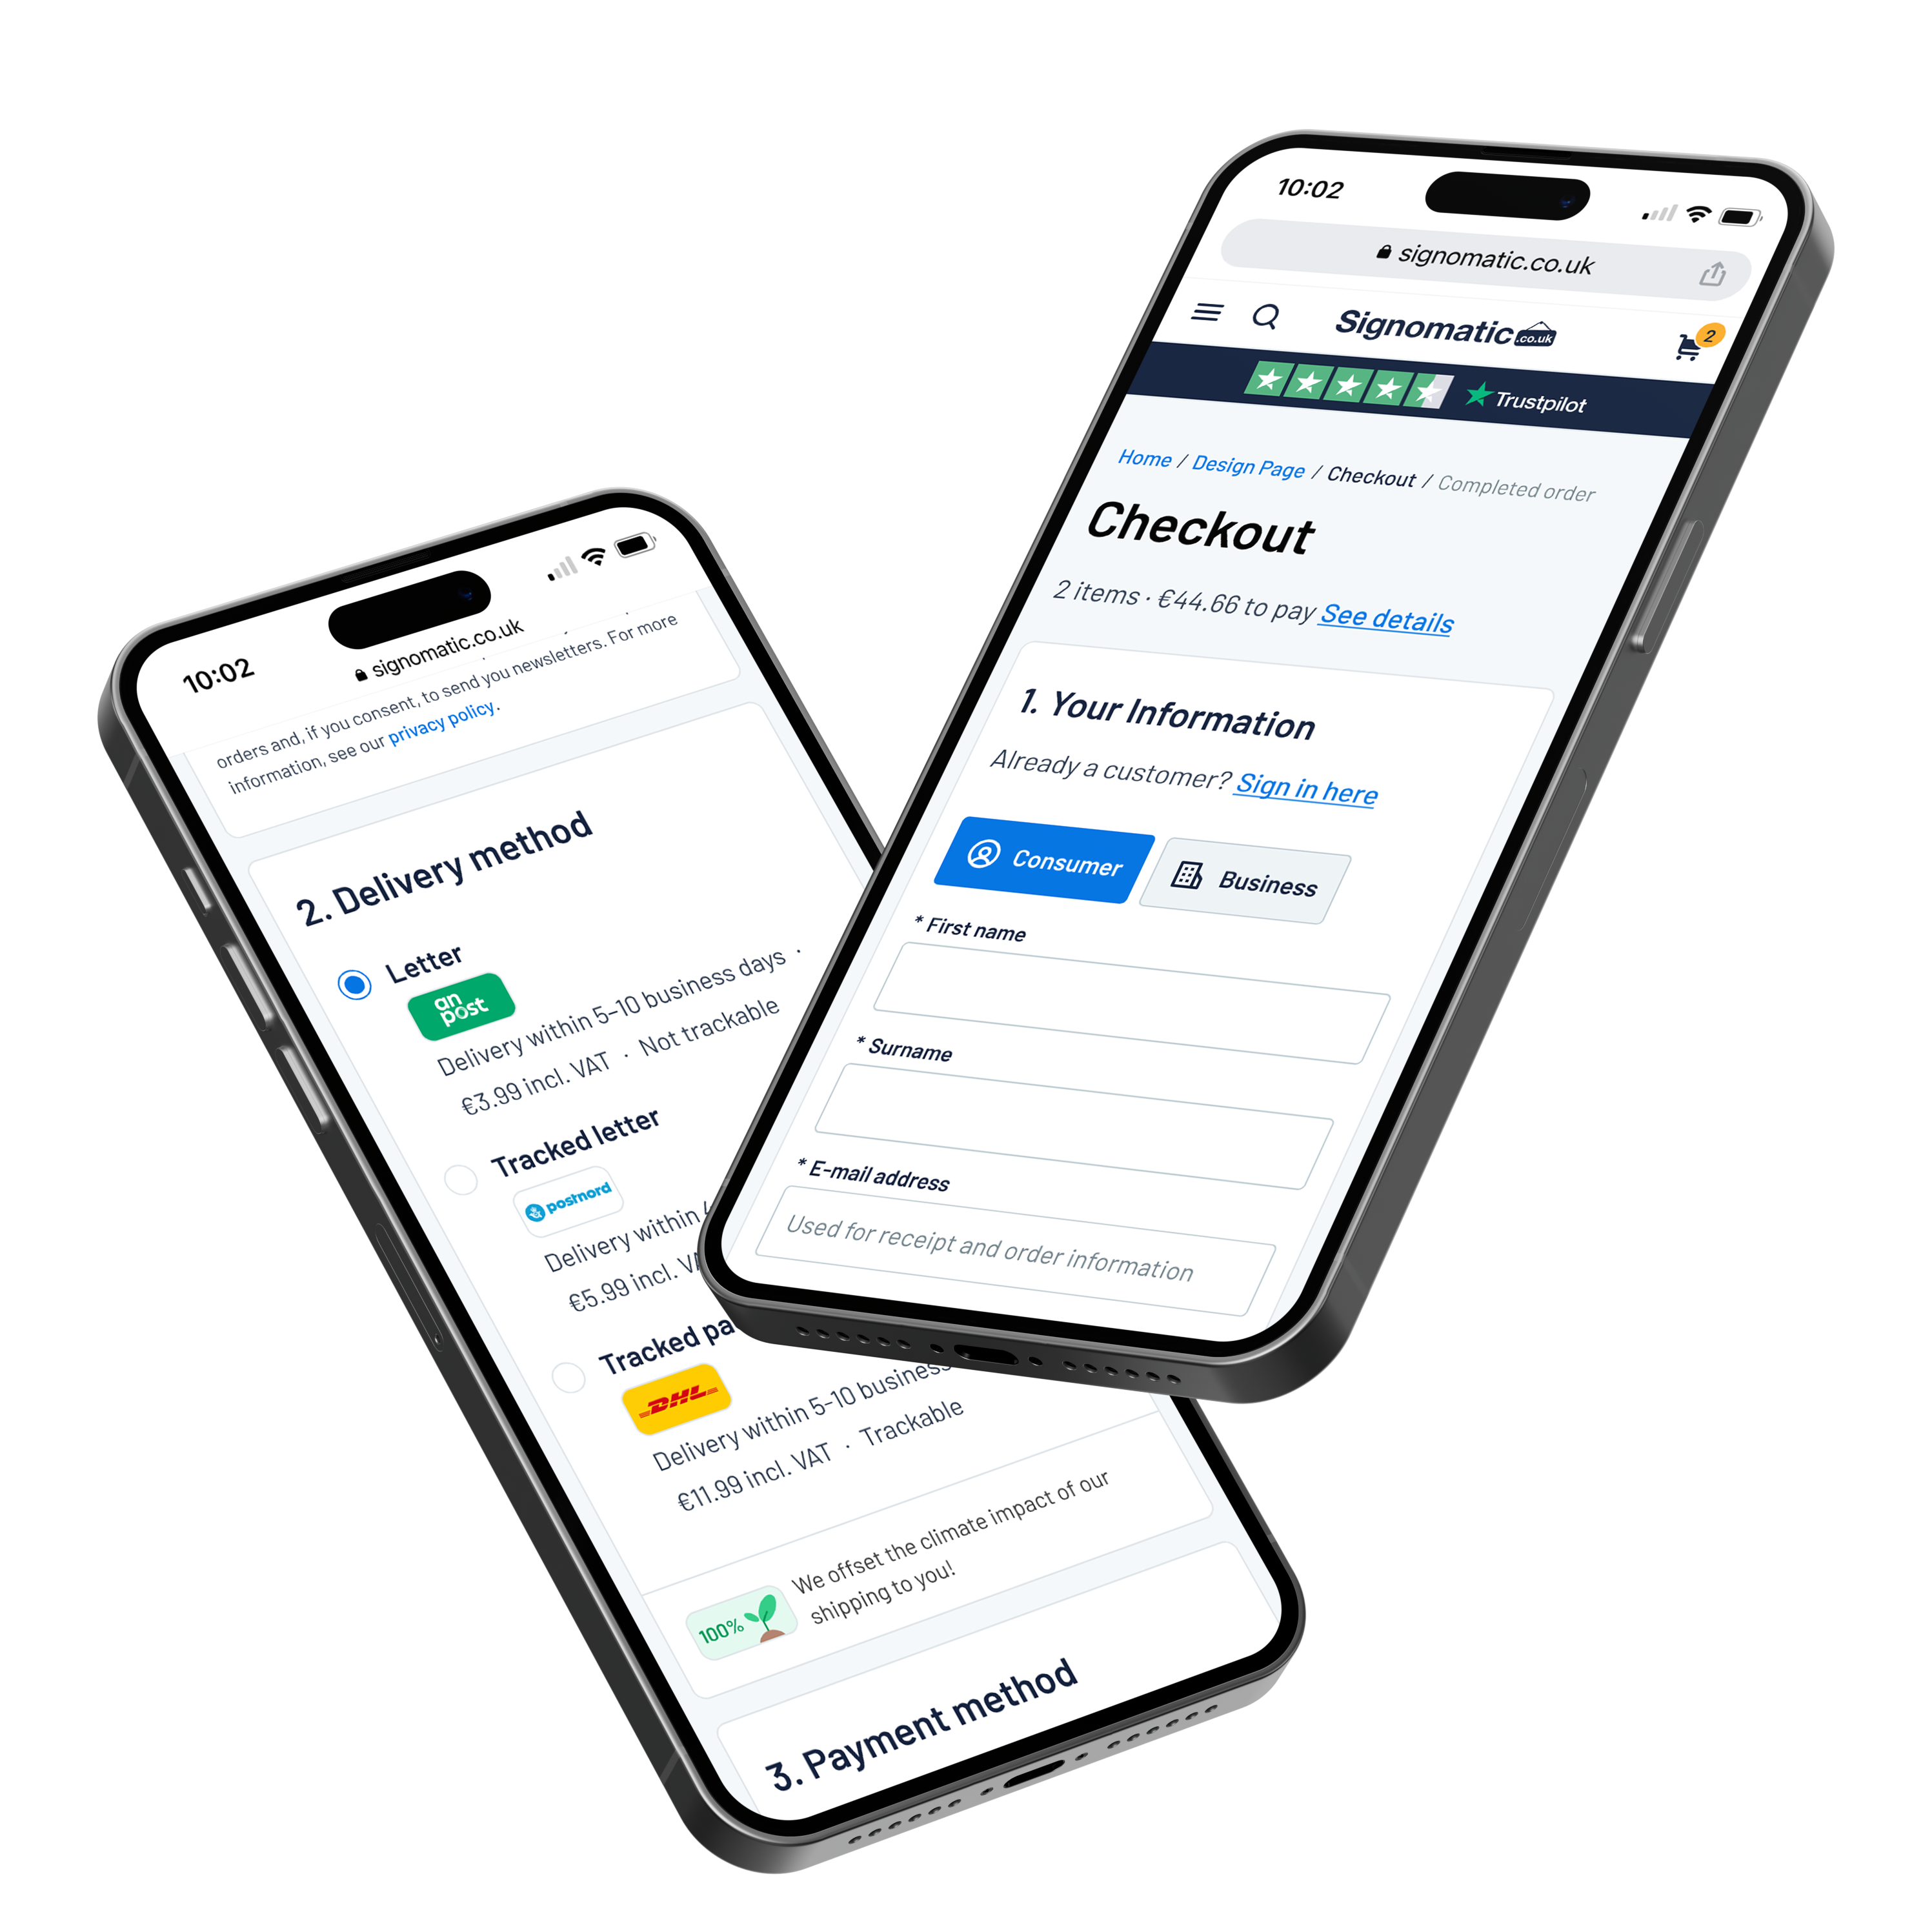 10:02
signomatic.co.uk
orders and, if you consent, to send you newsletters. For more
information, see our privacy policy.
2. Delivery method
Letter
an
post
Delivery within 5-10 business days ·
€3.99 incl. VAT · Not trackable
Tracked letter
postnord
Delivery within
€5.99 incl.
Tracked
DHL
Delivery within 5-10 business
€11.99 incl. VAT · Trackable
100%
We offset the climate impact of our
shipping to you!
3. Payment method
10:02
signomatic.co.uk
Signomatic .co.uk
2
Trustpilot
Home / Design Page / Checkout / Completed order
Checkout
2 items · €44.66 to pay See details
1. Your Information
Already a customer? Sign in here
Consumer
Business
* First name
* Surname
* E-mail address
Used for receipt and order information